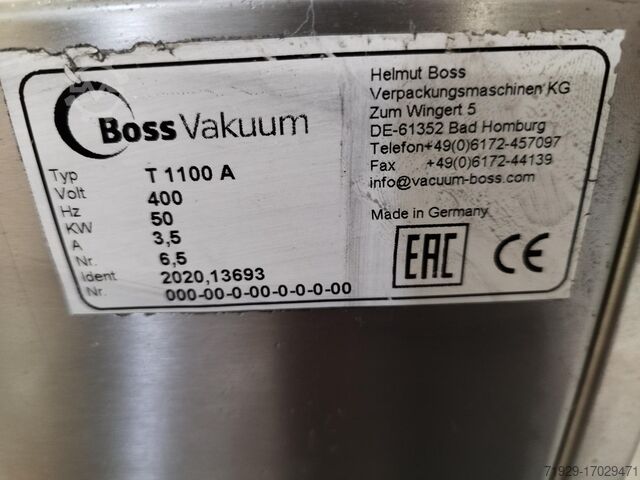 Boss Vakuum
Typ T 1100 A
Volt 400
Hz 50
KW 3,5
A 6,5
Nr. 2020,13693
Ident
Nr. 000-00-0-00-0-0-0-00
Helmut Boss
Verpackungsmaschinen KG
Zum Wingert 5
DE-61352 Bad Homburg
Telefon+49(0)6172-457097
Fax +49(0)6172-44139
info@vacuum-boss.com
Made in Germany
EAC CE
71929-17029471